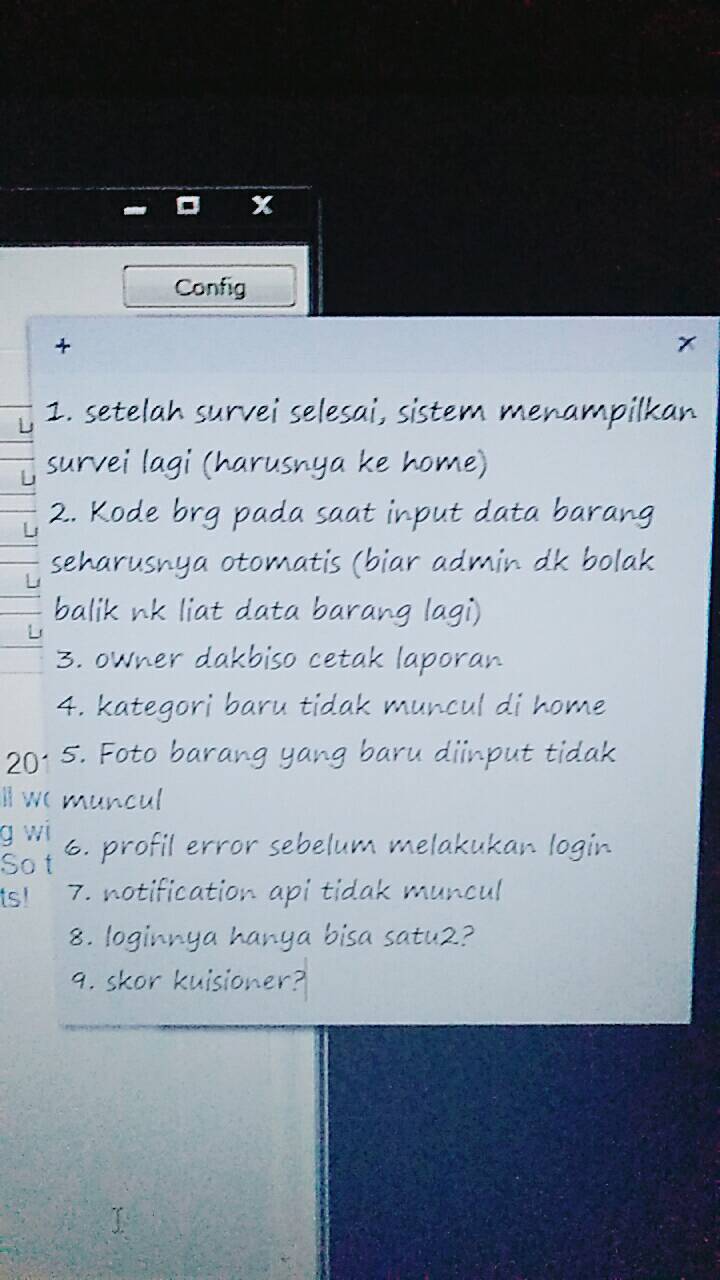 Config
1. setelah survei selesai, sistem menampilkan
survei lagi (harusnya ke home)
2. Kode brg pada saat input data barang
seharusnya otomatis (biar admin dk bolak
balik nk liat data barang lagi)
3. owner dakbiso cetak laporan
4. kategori baru tidak muncul di home
5. Foto barang yang baru diinput tidak
muncul
6. profil error sebelum melakukan login
7. notification api tidak muncul
8. loginnya hanya bisa satu2?
9. skor kuisioner?
201
g wi
So t
ts!